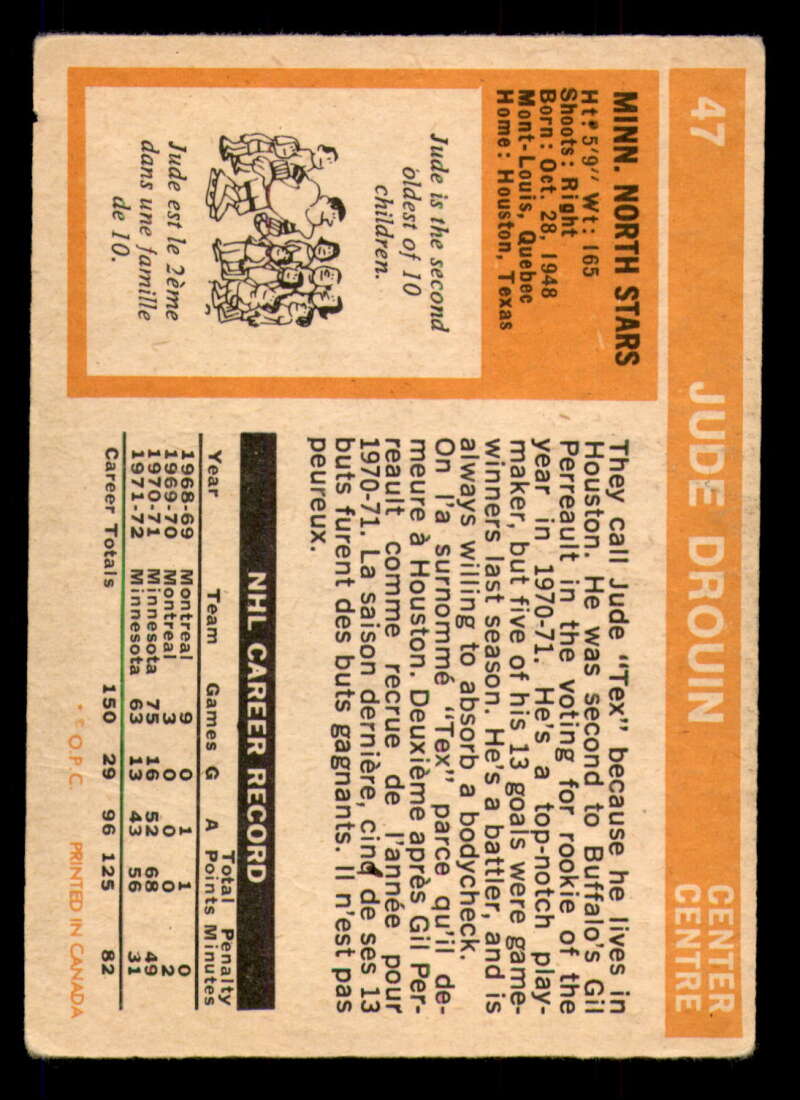 47
JUDE DROUIN
CENTER
CENTRE
MINN. NORTH STARS
Ht: 5'9" Wt: 165
Shoots: Right
Born: Oct. 28, 1948
Mont-Louis, Quebec
Home: Houston, Texas
Jude is the second
oldest of 10
children.
Jude est le 2ème
dans une famille
de 10.
They call Jude "Tex" because he lives in
Houston. He was second to Buffalo's Gil
Perreault in the voting for rookie of the
year in 1970-71. He's a top-notch play-
maker, but five of his 13 goals were game-
winners last season. He's a battler, and is
always willing to absorb a bodycheck.
On l'a surnommé "Tex" parce qu'il de-
meure à Houston. Deuxième après Gil Per-
reault comme recrue de l'année pour
1970-71. La saison dernière, cinq de ses 13
buts furent des buts gagnants. Il n'est pas
peureux.
NHL CAREER RECORD
Total Penalty
Year Team Games G A Points Minutes
1968-69 Montreal 9 0 1 1 0
1969-70 Montreal 3 0 0 0 2
1970-71 Minnesota 75 16 52 68 49
1971-72 Minnesota 63 13 43 56 31
Career Totals 150 29 96 125 82
* © O.P.C. PRINTED IN CANADA